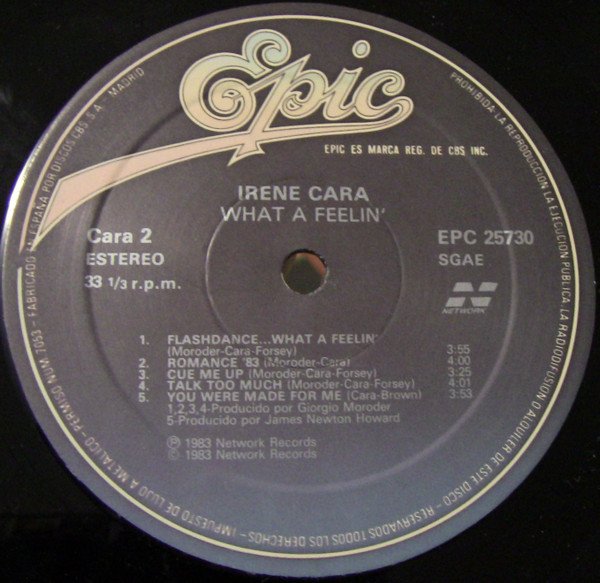 Epic
EPIC ES MARCA REG. DE CBS INC.
IRENE CARA
WHAT A FEELIN'
Cara 2
ESTEREO
33 1/3 r.p.m.
EPC 25730
SGAE
N
NETWORK
1. FLASHDANCE...WHAT A FEELIN'
(Moroder-Cara-Forsey) 3:55
2. ROMANCE '83 (Moroder-Cara) 4:00
3. CUE ME UP (Moroder-Cara-Forsey) 3:25
4. TALK TOO MUCH (Moroder-Cara-Forsey) 4:01
5. YOU WERE MADE FOR ME (Cara-Brown) 3:53
1,2,3,4-Producido por Giorgio Moroder
5-Producido por James Newton Howard
Ⓟ 1983 Network Records
© 1983 Network Records
PROHIBIDA LA REPRODUCCION LA EJECUCION PUBLICA, LA RADIODIFUSION O ALQUILER DE ESTE DISCO - RESERVADOS TODOS LOS DERECHOS - IMPUESTO DE LUJO A METALICO - PERMISO NUM. 7053 - FABRICADO EN ESPAÑA POR DISCOS CBS S.A. MADRID